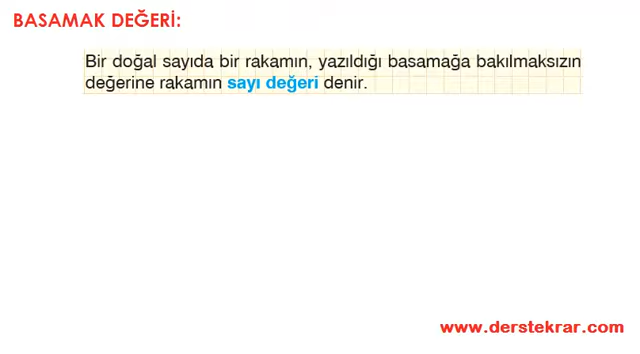 BASAMAK DEĞERİ:
Bir doğal sayıda bir rakamın, yazıldığı basamağa bakılmaksızın
değerine rakamın sayı değeri denir.
www.derstekrar.com